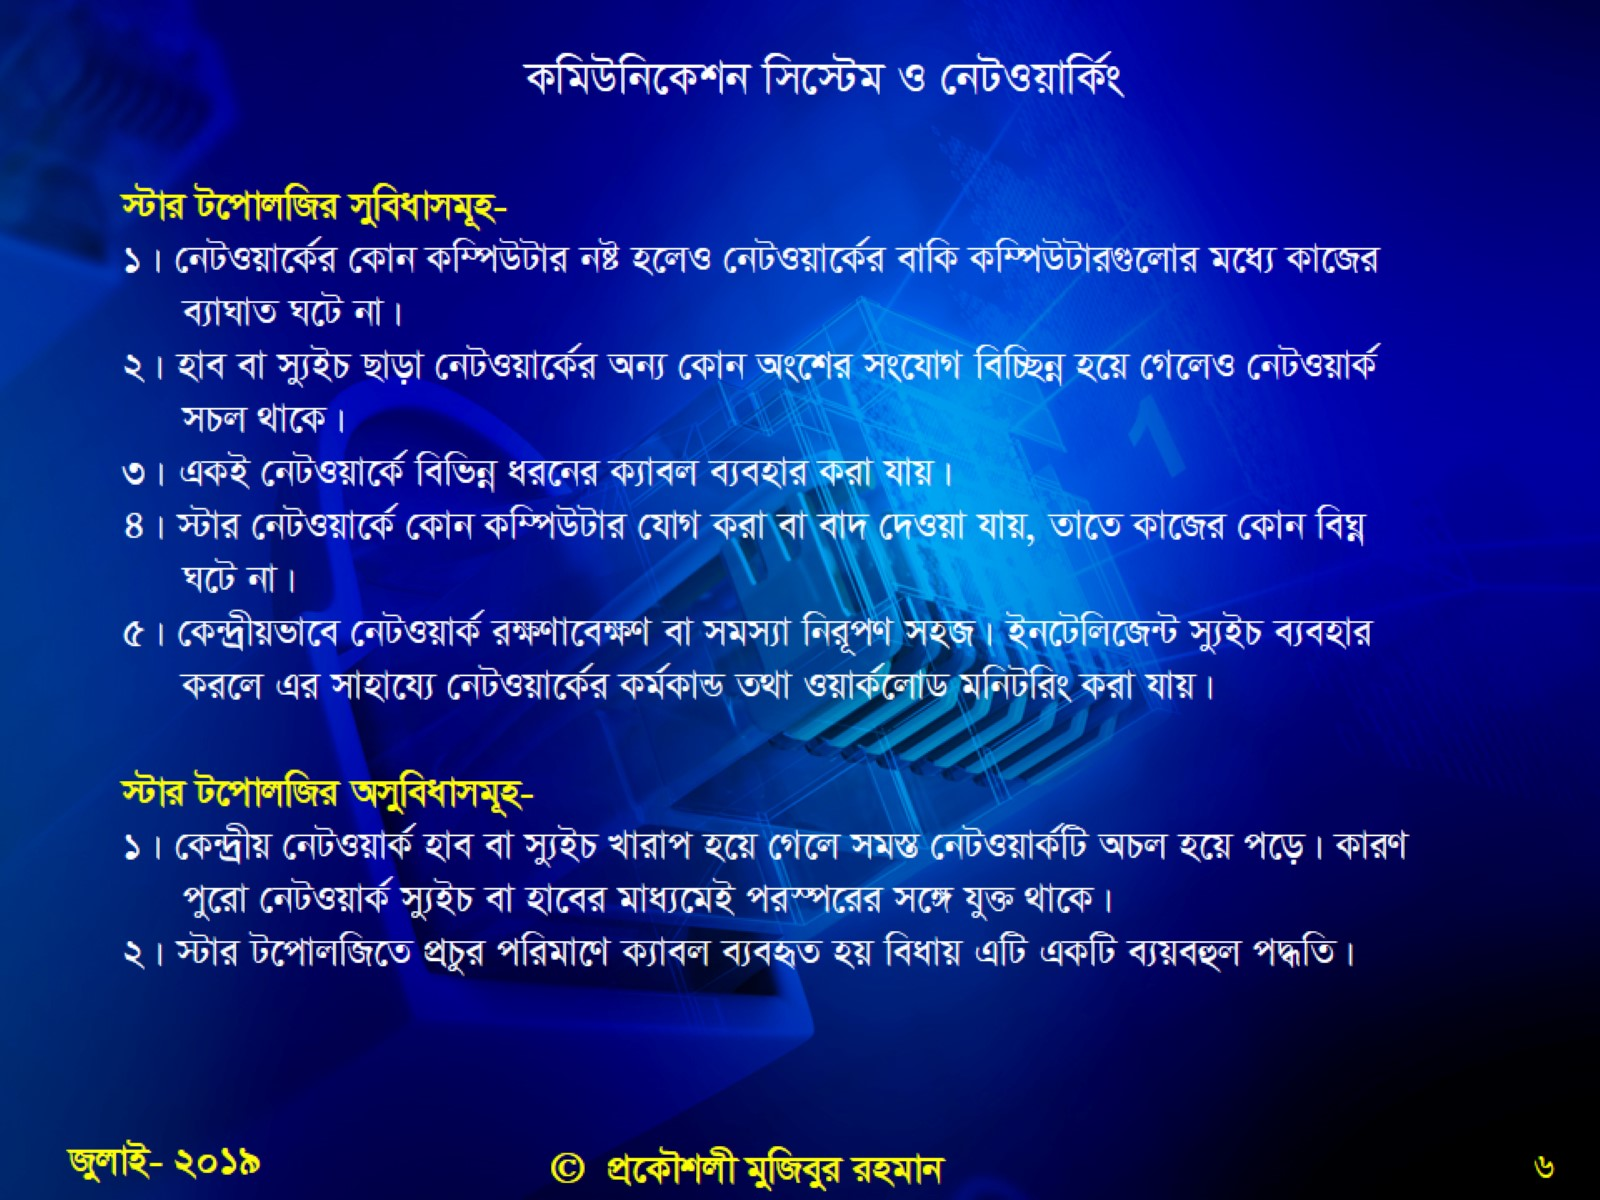 কমিউনিকেশন সিস্টেম ও নেটওয়ার্কিং
স্টার টপোলজির সুবিধাসমূহ-
১। নেটওয়ার্কের কোন কম্পিউটার নষ্ট হলেও নেটওয়ার্কের বাকি কম্পিউটারগুলোর মধ্যে কাজের
ব্যাঘাত ঘটে না।
২। হাব বা স্যুইচ ছাড়া নেটওয়ার্কের অন্য কোন অংশের সংযোগ বিচ্ছিন্ন হয়ে গেলেও নেটওয়ার্ক
সচল থাকে।
৩। একই নেটওয়ার্কে বিভিন্ন ধরনের ক্যাবল ব্যবহার করা যায়।
৪। স্টার নেটওয়ার্কে কোন কম্পিউটার যোগ করা বা বাদ দেওয়া যায়, তাতে কাজের কোন বিঘ্ন
ঘটে না।
৫। কেন্দ্রীয়ভাবে নেটওয়ার্ক রক্ষণাবেক্ষণ বা সমস্যা নিরূপণ সহজ। ইনটেলিজেন্ট স্যুইচ ব্যবহার
করলে এর সাহায্যে নেটওয়ার্কের কর্মকান্ড তথা ওয়ার্কলোড মনিটরিং করা যায়।
স্টার টপোলজির অসুবিধাসমূহ-
১। কেন্দ্রীয় নেটওয়ার্ক হাব বা স্যুইচ খারাপ হয়ে গেলে সমস্ত নেটওয়ার্কটি অচল হয়ে পড়ে। কারণ
পুরো নেটওয়ার্ক স্যুইচ বা হাবের মাধ্যমেই পরস্পরের সঙ্গে যুক্ত থাকে।
২। স্টার টপোলজিতে প্রচুর পরিমাণে ক্যাবল ব্যবহৃত হয় বিধায় এটি একটি ব্যয়বহুল পদ্ধতি।
জুলাই- ২০১৯
© প্রকৌশলী মুজিবুর রহমান
৬